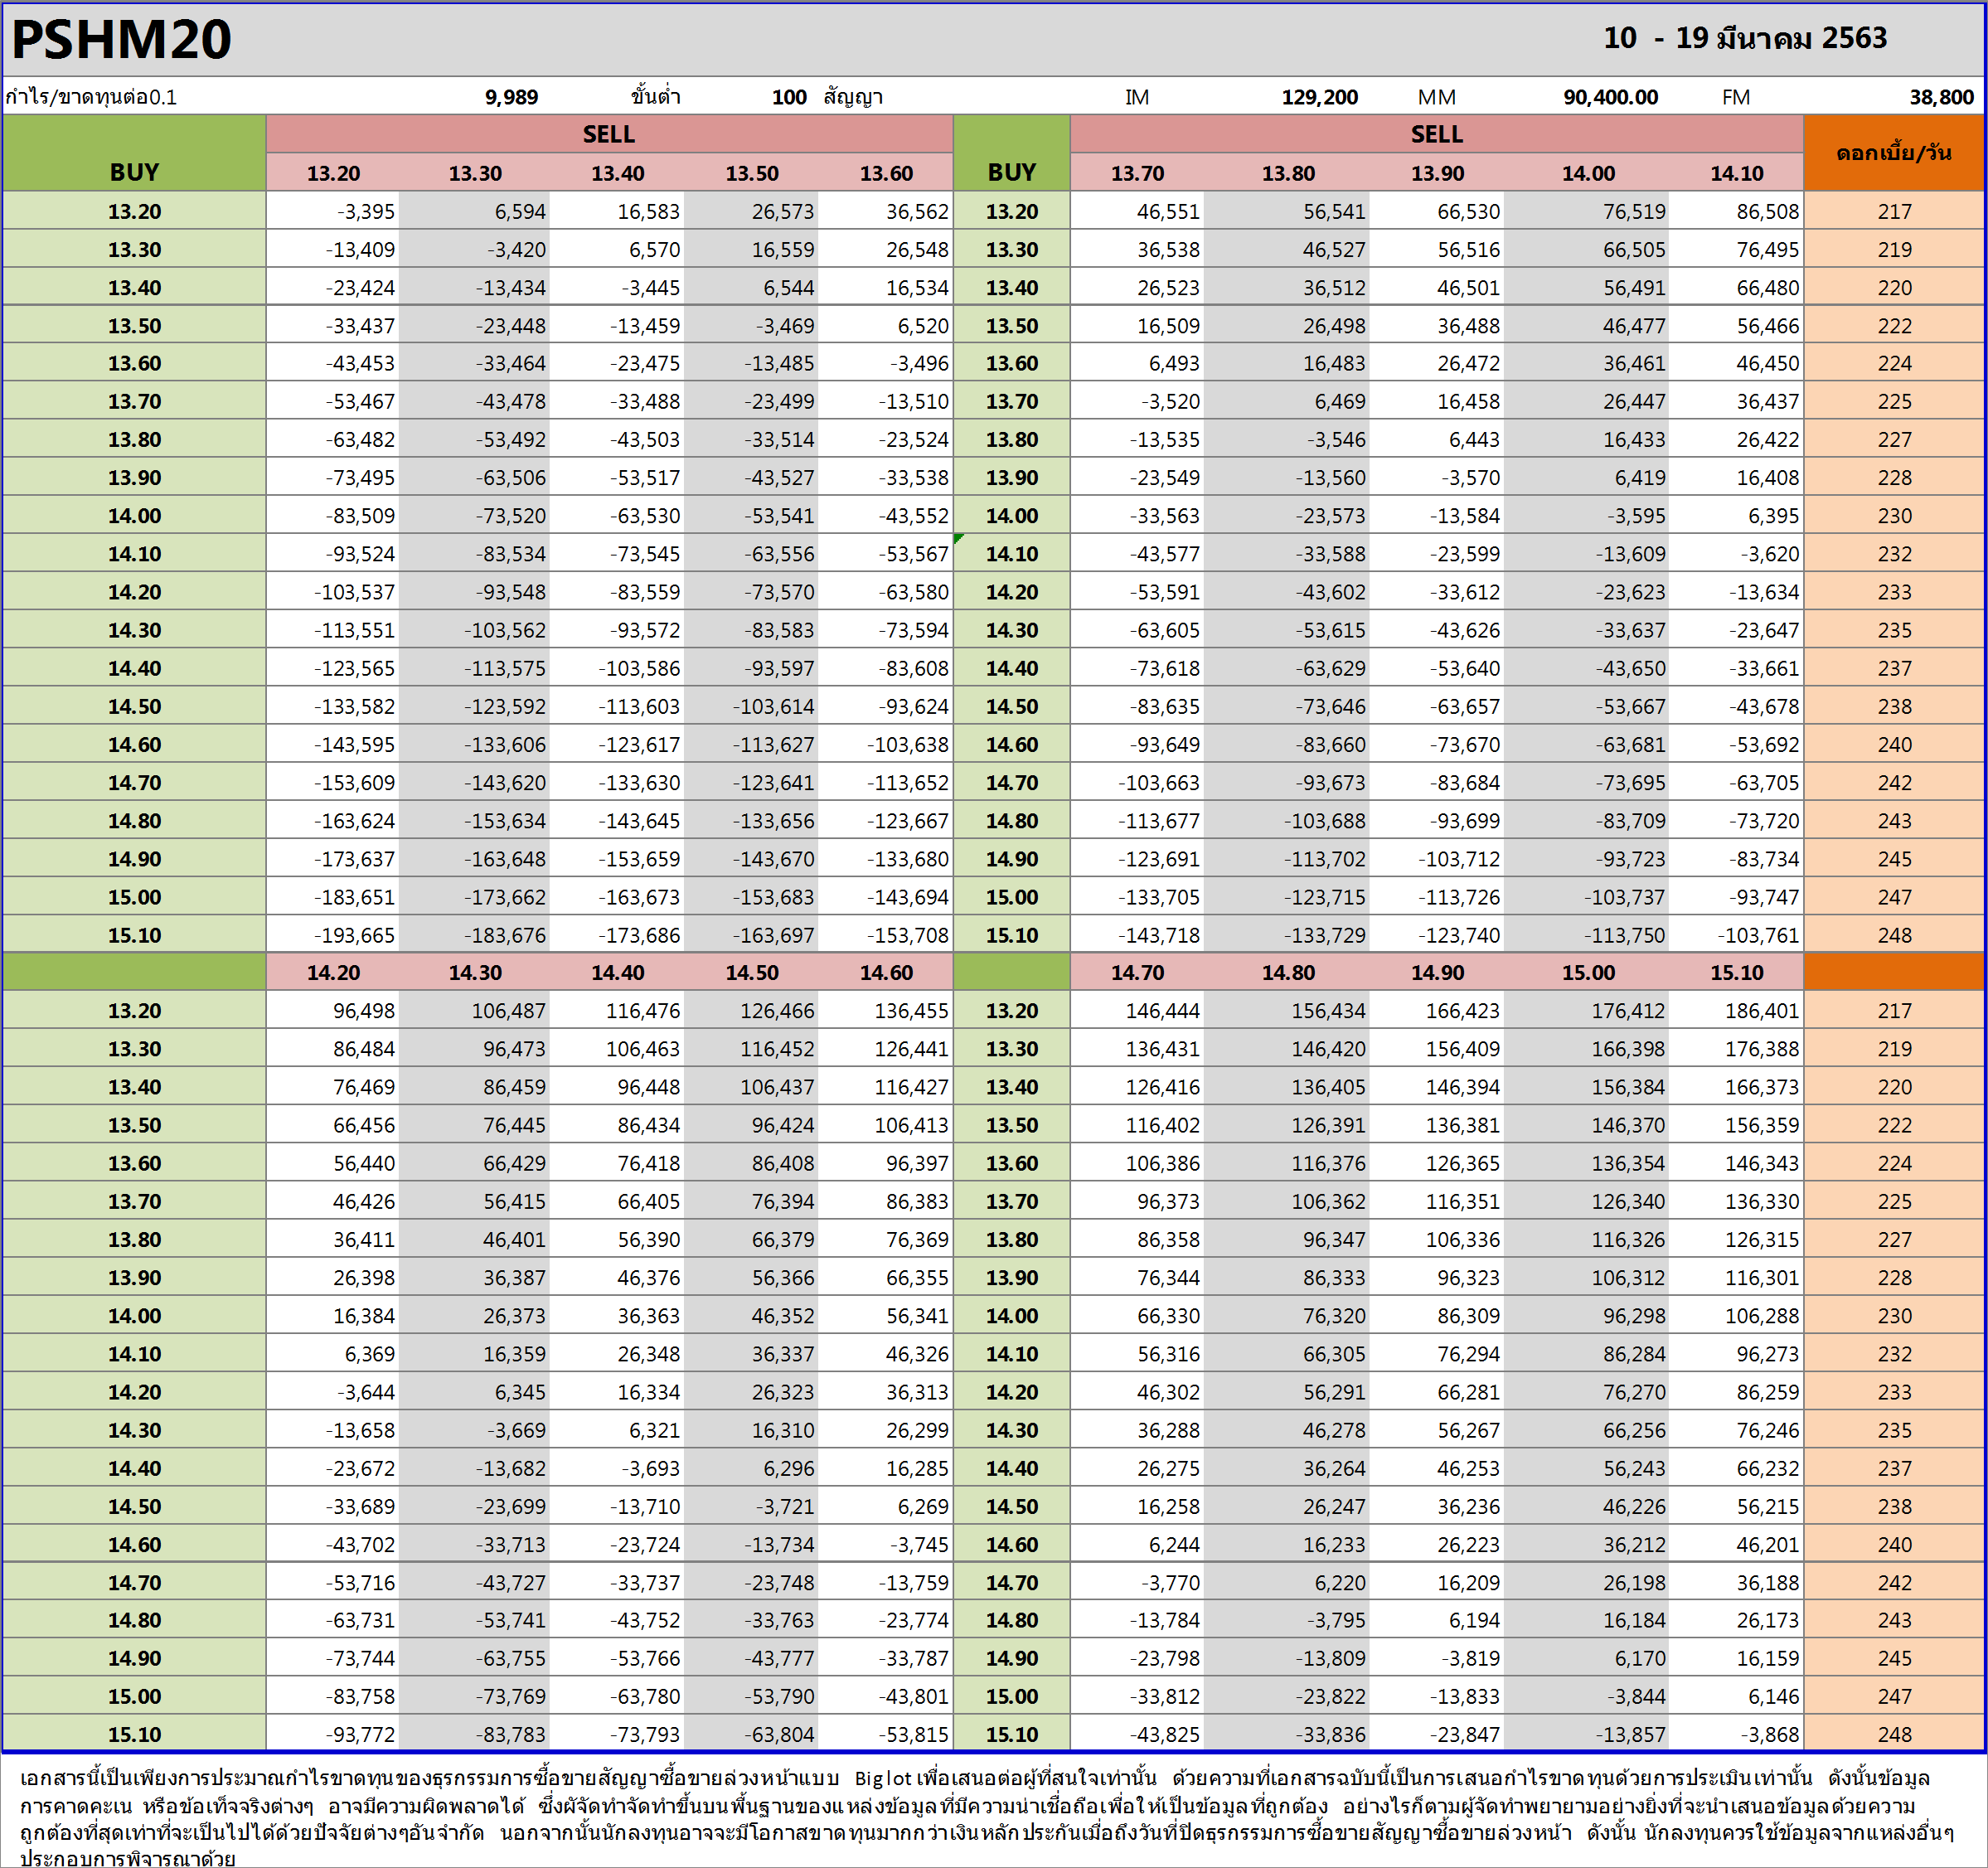 PSHM20 10 - 19 มีนาคม 2563
กำไร/ขาดทุนต่อ0.1 9,989 ขั้นต่ำ 100 สัญญา IM 129,200 MM 90,400.00 FM 38,800
BUY SELL BUY SELL ดอกเบี้ย/วัน
13.20 13.30 13.40 13.50 13.60 13.70 13.80 13.90 14.00 14.10
13.20 -3,395 6,594 16,583 26,573 36,562 13.20 46,551 56,541 66,530 76,519 86,508 217
13.30 -13,409 -3,420 6,570 16,559 26,548 13.30 36,538 46,527 56,516 66,505 76,495 219
13.40 -23,424 -13,434 -3,445 6,544 16,534 13.40 26,523 36,512 46,501 56,491 66,480 220
13.50 -33,437 -23,448 -13,459 -3,469 6,520 13.50 16,509 26,498 36,488 46,477 56,466 222
13.60 -43,453 -33,464 -23,475 -13,485 -3,496 13.60 6,493 16,483 26,472 36,461 46,450 224
13.70 -53,467 -43,478 -33,488 -23,499 -13,510 13.70 -3,520 6,469 16,458 26,447 36,437 225
13.80 -63,482 -53,492 -43,503 -33,514 -23,524 13.80 -13,535 -3,546 6,443 16,433 26,422 227
13.90 -73,495 -63,506 -53,517 -43,527 -33,538 13.90 -23,549 -13,560 -3,570 6,419 16,408 228
14.00 -83,509 -73,520 -63,530 -53,541 -43,552 14.00 -33,563 -23,573 -13,584 -3,595 6,395 230
14.10 -93,524 -83,534 -73,545 -63,556 -53,567 14.10 -43,577 -33,588 -23,599 -13,609 -3,620 232
14.20 -103,537 -93,548 -83,559 -73,570 -63,580 14.20 -53,591 -43,602 -33,612 -23,623 -13,634 233
14.30 -113,551 -103,562 -93,572 -83,583 -73,594 14.30 -63,605 -53,615 -43,626 -33,637 -23,647 235
14.40 -123,565 -113,575 -103,586 -93,597 -83,608 14.40 -73,618 -63,629 -53,640 -43,650 -33,661 237
14.50 -133,582 -123,592 -113,603 -103,614 -93,624 14.50 -83,635 -73,646 -63,657 -53,667 -43,678 238
14.60 -143,595 -133,606 -123,617 -113,627 -103,638 14.60 -93,649 -83,660 -73,670 -63,681 -53,692 240
14.70 -153,609 -143,620 -133,630 -123,641 -113,652 14.70 -103,663 -93,673 -83,684 -73,695 -63,705 242
14.80 -163,624 -153,634 -143,645 -133,656 -123,667 14.80 -113,677 -103,688 -93,699 -83,709 -73,720 243
14.90 -173,637 -163,648 -153,659 -143,670 -133,680 14.90 -123,691 -113,702 -103,712 -93,723 -83,734 245
15.00 -183,651 -173,662 -163,673 -153,683 -143,694 15.00 -133,705 -123,715 -113,726 -103,737 -93,747 247
15.10 -193,665 -183,676 -173,686 -163,697 -153,708 15.10 -143,718 -133,729 -123,740 -113,750 -103,761 248
14.20 14.30 14.40 14.50 14.60 14.70 14.80 14.90 15.00 15.10
13.20 96,498 106,487 116,476 126,466 136,455 13.20 146,444 156,434 166,423 176,412 186,401 217
13.30 86,484 96,473 106,463 116,452 126,441 13.30 136,431 146,420 156,409 166,398 176,388 219
13.40 76,469 86,459 96,448 106,437 116,427 13.40 126,416 136,405 146,394 156,384 166,373 220
13.50 66,456 76,445 86,434 96,424 106,413 13.50 116,402 126,391 136,381 146,370 156,359 222
13.60 56,440 66,429 76,418 86,408 96,397 13.60 106,386 116,376 126,365 136,354 146,343 224
13.70 46,426 56,415 66,405 76,394 86,383 13.70 96,373 106,362 116,351 126,340 136,330 225
13.80 36,411 46,401 56,390 66,379 76,369 13.80 86,358 96,347 106,336 116,326 126,315 227
13.90 26,398 36,387 46,376 56,366 66,355 13.90 76,344 86,333 96,323 106,312 116,301 228
14.00 16,384 26,373 36,363 46,352 56,341 14.00 66,330 76,320 86,309 96,298 106,288 230
14.10 6,369 16,359 26,348 36,337 46,326 14.10 56,316 66,305 76,294 86,284 96,273 232
14.20 -3,644 6,345 16,334 26,323 36,313 14.20 46,302 56,291 66,281 76,270 86,259 233
14.30 -13,658 -3,669 6,321 16,310 26,299 14.30 36,288 46,278 56,267 66,256 76,246 235
14.40 -23,672 -13,682 -3,693 6,296 16,285 14.40 26,275 36,264 46,253 56,243 66,232 237
14.50 -33,689 -23,699 -13,710 -3,721 6,269 14.50 16,258 26,247 36,236 46,226 56,215 238
14.60 -43,702 -33,713 -23,724 -13,734 -3,745 14.60 6,244 16,233 26,223 36,212 46,201 240
14.70 -53,716 -43,727 -33,737 -23,748 -13,759 14.70 -3,770 6,220 16,209 26,198 36,188 242
14.80 -63,731 -53,741 -43,752 -33,763 -23,774 14.80 -13,784 -3,795 6,194 16,184 26,173 243
14.90 -73,744 -63,755 -53,766 -43,777 -33,787 14.90 -23,798 -13,809 -3,819 6,170 16,159 245
15.00 -83,758 -73,769 -63,780 -53,790 -43,801 15.00 -33,812 -23,822 -13,833 -3,844 6,146 247
15.10 -93,772 -83,783 -73,793 -63,804 -53,815 15.10 -43,825 -33,836 -23,847 -13,857 -3,868 248
เอกสารนี้เป็นเพียงการประมาณกำไรขาดทุนของธุรกรรมการซื้อขายสัญญาซื้อขายล่วงหน้าแบบ Big lot เพื่อเสนอต่อผู้ที่สนใจเท่านั้น ด้วยความที่เอกสารฉบับนี้เป็นการเสนอกำไรขาดทุนด้วยการประเมินเท่านั้น ดังนั้นข้อมูล
การคาดคะเน หรือข้อเท็จจริงต่างๆ อาจมีความผิดพลาดได้ ซึ่งผัจัดทำจัดทำขึ้นบนพื้นฐานของแหล่งข้อมูลที่มีความน่าเชื่อถือเพื่อให้เป็นข้อมูลที่ถูกต้อง อย่างไรก็ตามผู้จัดทำพยายามอย่างยิ่งที่จะนำเสนอข้อมูลด้วยความ
ถูกต้องที่สุดเท่าที่จะเป็นไปได้ด้วยปัจจัยต่างๆอันจำกัด นอกจากนั้นนักลงทุนอาจจะมีโอกาสขาดทุนมากกว่าเงินหลักประกันเมื่อถึงวันที่ปิดธุรกรรมการซื้อขายสัญญาซื้อขายล่วงหน้า ดังนั้น นักลงทุนควรใช้ข้อมูลจากแหล่งอื่นๆ
ประกอบการพิจารณาด้วย